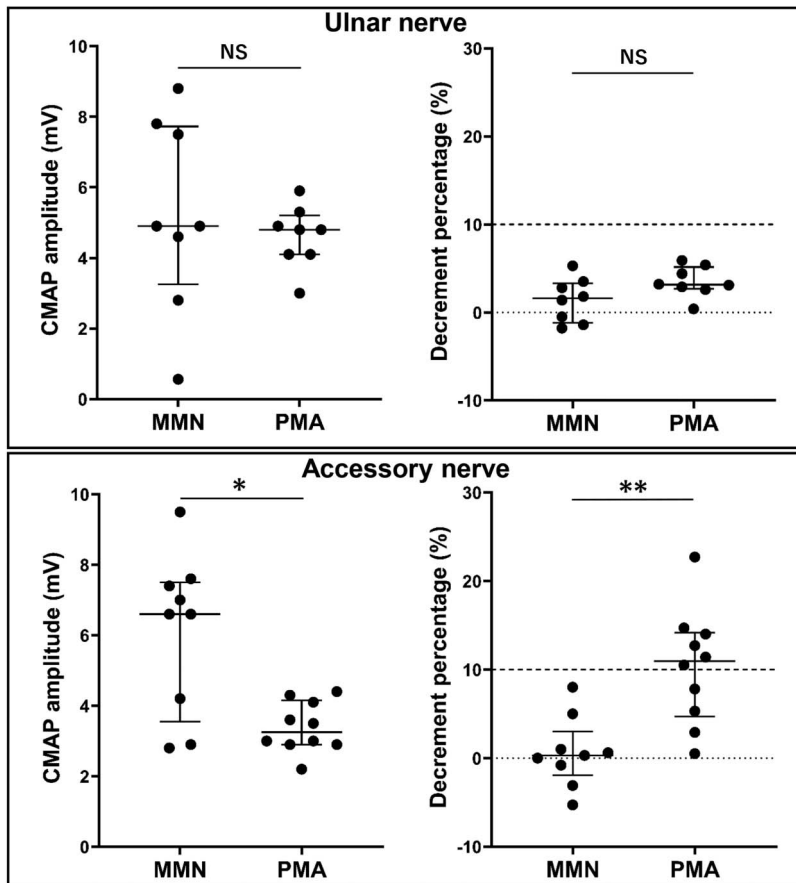 Ulnar nerve
CMAP amplitude (mV)
10
8
6
4
2
0
NS
MMN
PMA
Decrement percentage (%)
30
20
10
0
-10
NS
MMN
PMA
Accessory nerve
CMAP amplitude (mV)
10
8
6
4
2
0
*
MMN
PMA
Decrement percentage (%)
30
20
10
0
-10
**
MMN
PMA